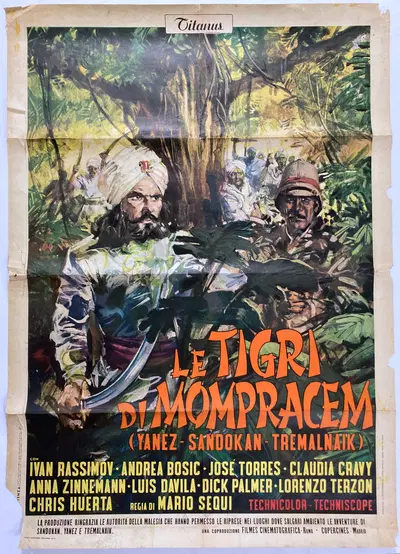 Titanus
LE TIGRI
DI MOMPRACEM
(YANEZ - SANDOKAN - TREMALNAIK)
CON
IVAN RASSIMOV · ANDREA BOSIC · JOSÉ TORRES · CLAUDIA CRAVY
ANNA ZINNEMANN · LUIS DAVILA · DICK PALMER · LORENZO TERZON
CHRIS HUERTA · REGIA DI MARIO SEQUI TECHNICOLOR - TECHNISCOPE
LA PRODUZIONE RINGRAZIA LE AUTORITÀ DELLA MALESIA CHE HANNO PERMESSO LE RIPRESE NEI LUOGHI DOVE SALGARI AMBIENTÒ LE AVVENTURE DI
SANDOKAN, YANEZ E TREMALNAIK.
UNA COPRODUZIONE FILMES CINEMATOGRAFICA - ROMA · SUPERCINES - MADRID